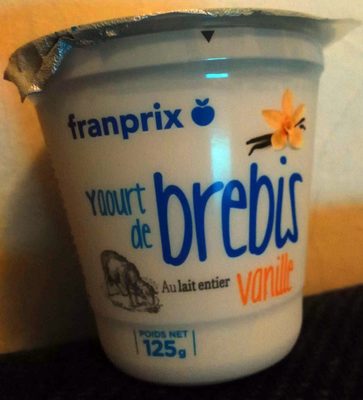 franprix
Yaourt
de brebis
Au lait entier vanille
POIDS NET
125g